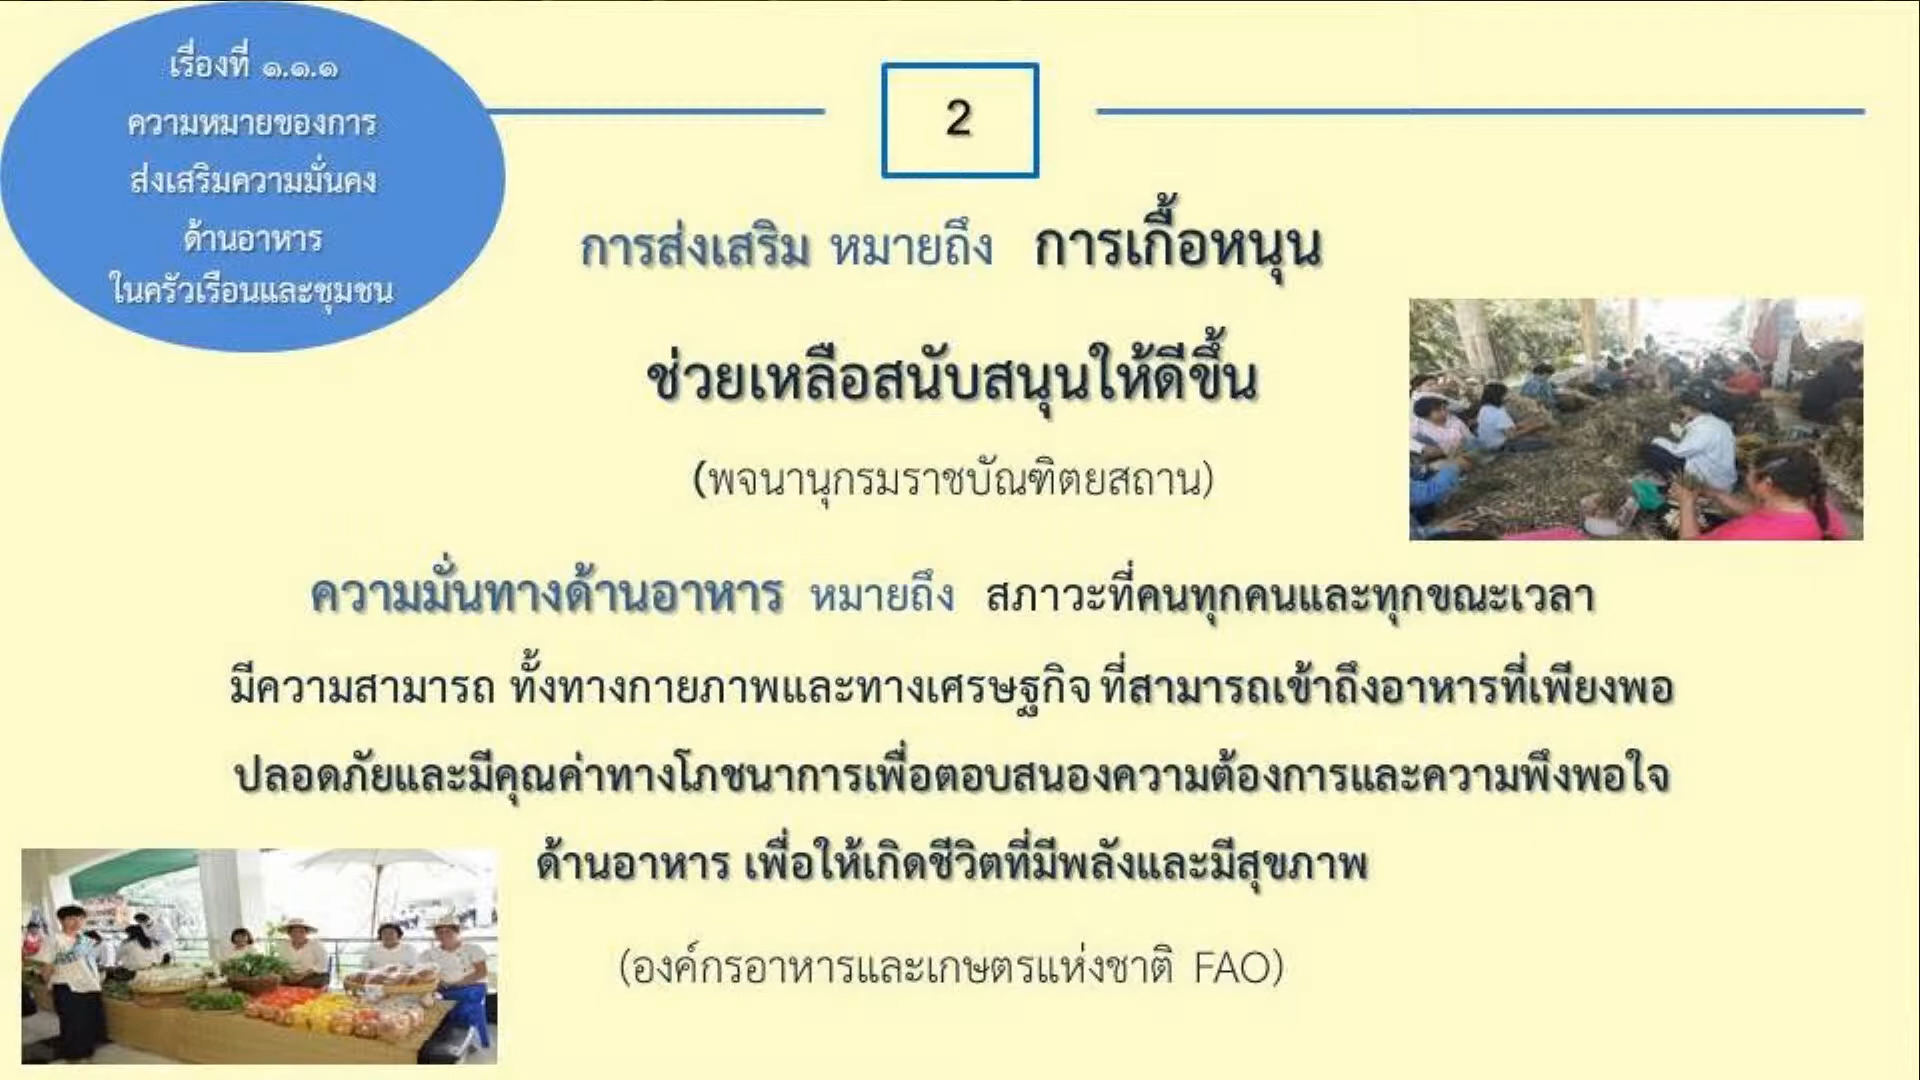 เรื่องที่ ๑.๑.๑
ความหมายของการ
ส่งเสริมความมั่นคง
ด้านอาหาร
ในครัวเรือนและชุมชน
2
การส่งเสริม หมายถึง การเกื้อหนุน
ช่วยเหลือสนับสนุนให้ดีขึ้น
(พจนานุกรมราชบัณฑิตยสถาน)
ความมั่นทางด้านอาหาร หมายถึง สภาวะที่คนทุกคนและทุกขณะเวลา
มีความสามารถ ทั้งทางกายภาพและทางเศรษฐกิจ ที่สามารถเข้าถึงอาหารที่เพียงพอ
ปลอดภัยและมีคุณค่าทางโภชนาการเพื่อตอบสนองความต้องการและความพึงพอใจ
ด้านอาหาร เพื่อให้เกิดชีวิตที่มีพลังและมีสุขภาพ
(องค์กรอาหารและเกษตรแห่งชาติ FAO)